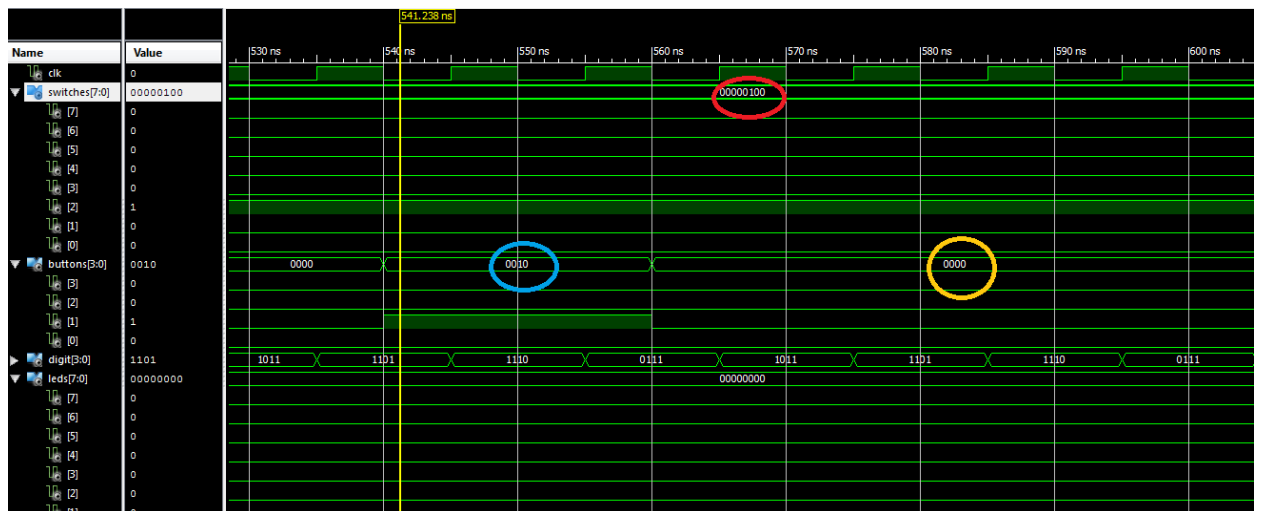 541.238 ns
Name Value
530 ns 540 ns 550 ns 560 ns 570 ns 580 ns 590 ns 600 ns
clk 0
switches[7:0] 00000100 00000100
[7] 0
[6] 0
[5] 0
[4] 0
[3] 0
[2] 1
[1] 0
[0] 0
buttons[3:0] 0010 0000 0010 0000
[3] 0
[2] 0
[1] 1
[0] 0
digit[3:0] 1101 1011 1101 1110 0111 1011 1101 1110 0111
leds[7:0] 00000000 00000000
[7] 0
[6] 0
[5] 0
[4] 0
[3] 0
[2] 0